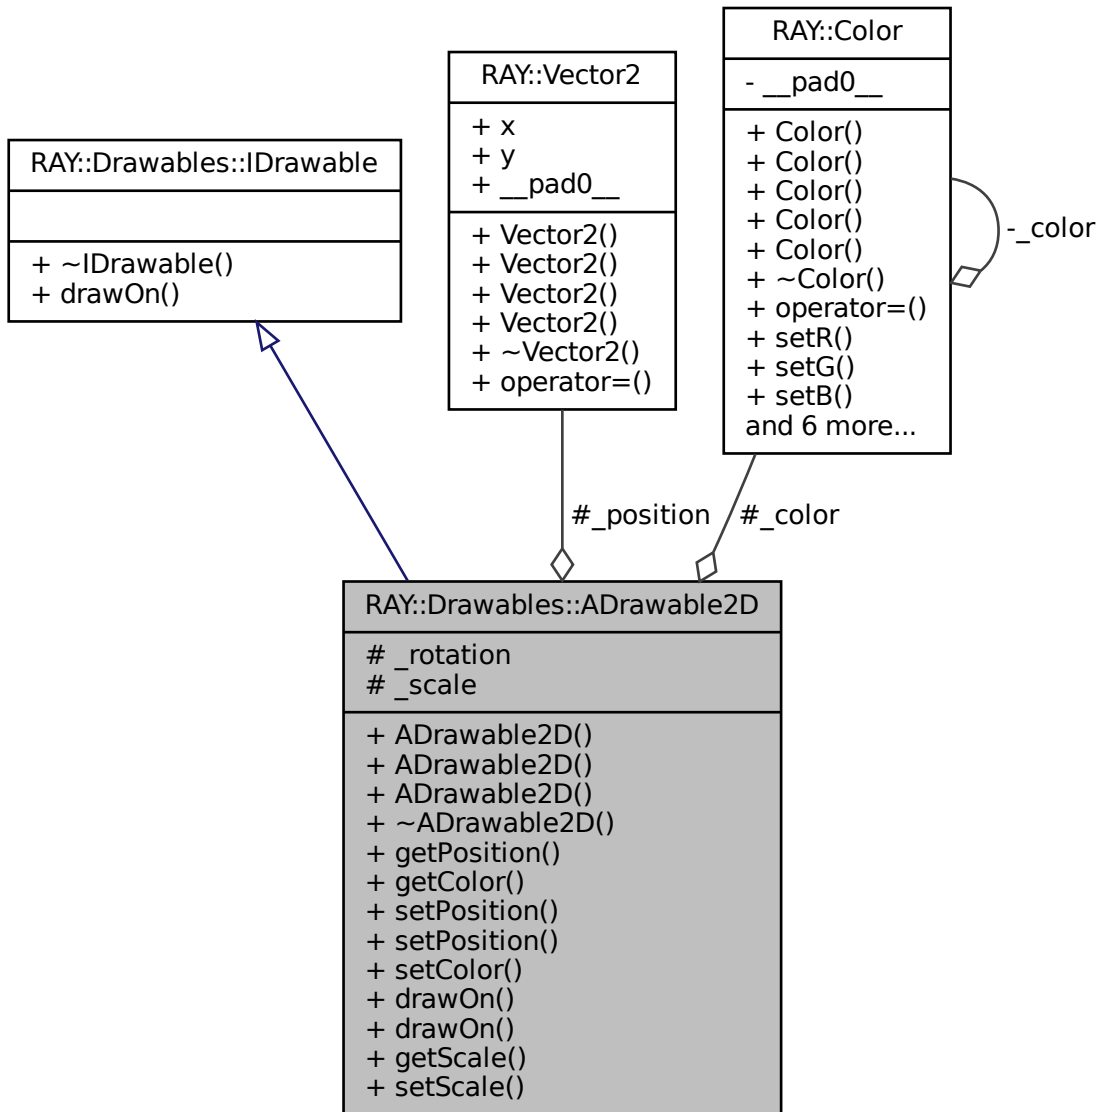 RAY::Color
- __pad0__
+ Color()
+ Color()
+ Color()
+ Color()
+ Color()
+ ~Color()
+ operator=()
+ setR()
+ setG()
+ setB()
and 6 more...
-_color
RAY::Vector2
+ x
+ y
+ __pad0__
+ Vector2()
+ Vector2()
+ Vector2()
+ Vector2()
+ ~Vector2()
+ operator=()
RAY::Drawables::IDrawable
+ ~IDrawable()
+ drawOn()
#_position
#_color
RAY::Drawables::ADrawable2D
# _rotation
# _scale
+ ADrawable2D()
+ ADrawable2D()
+ ADrawable2D()
+ ~ADrawable2D()
+ getPosition()
+ getColor()
+ setPosition()
+ setPosition()
+ setColor()
+ drawOn()
+ drawOn()
+ getScale()
+ setScale()